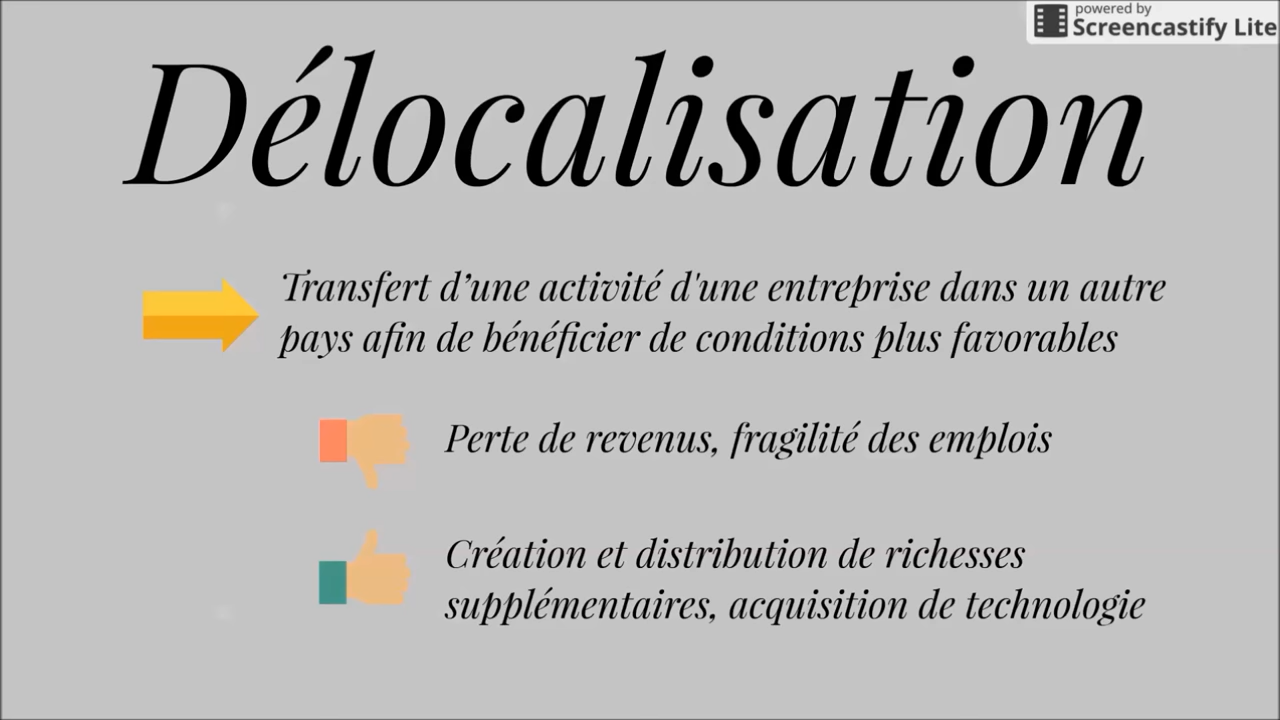 powered by
Screencastify Lite
Délocalisation
Transfert d’une activité d'une entreprise dans un autre
pays afin de bénéficier de conditions plus favorables
Perte de revenus, fragilité des emplois
Création et distribution de richesses
supplémentaires, acquisition de technologie